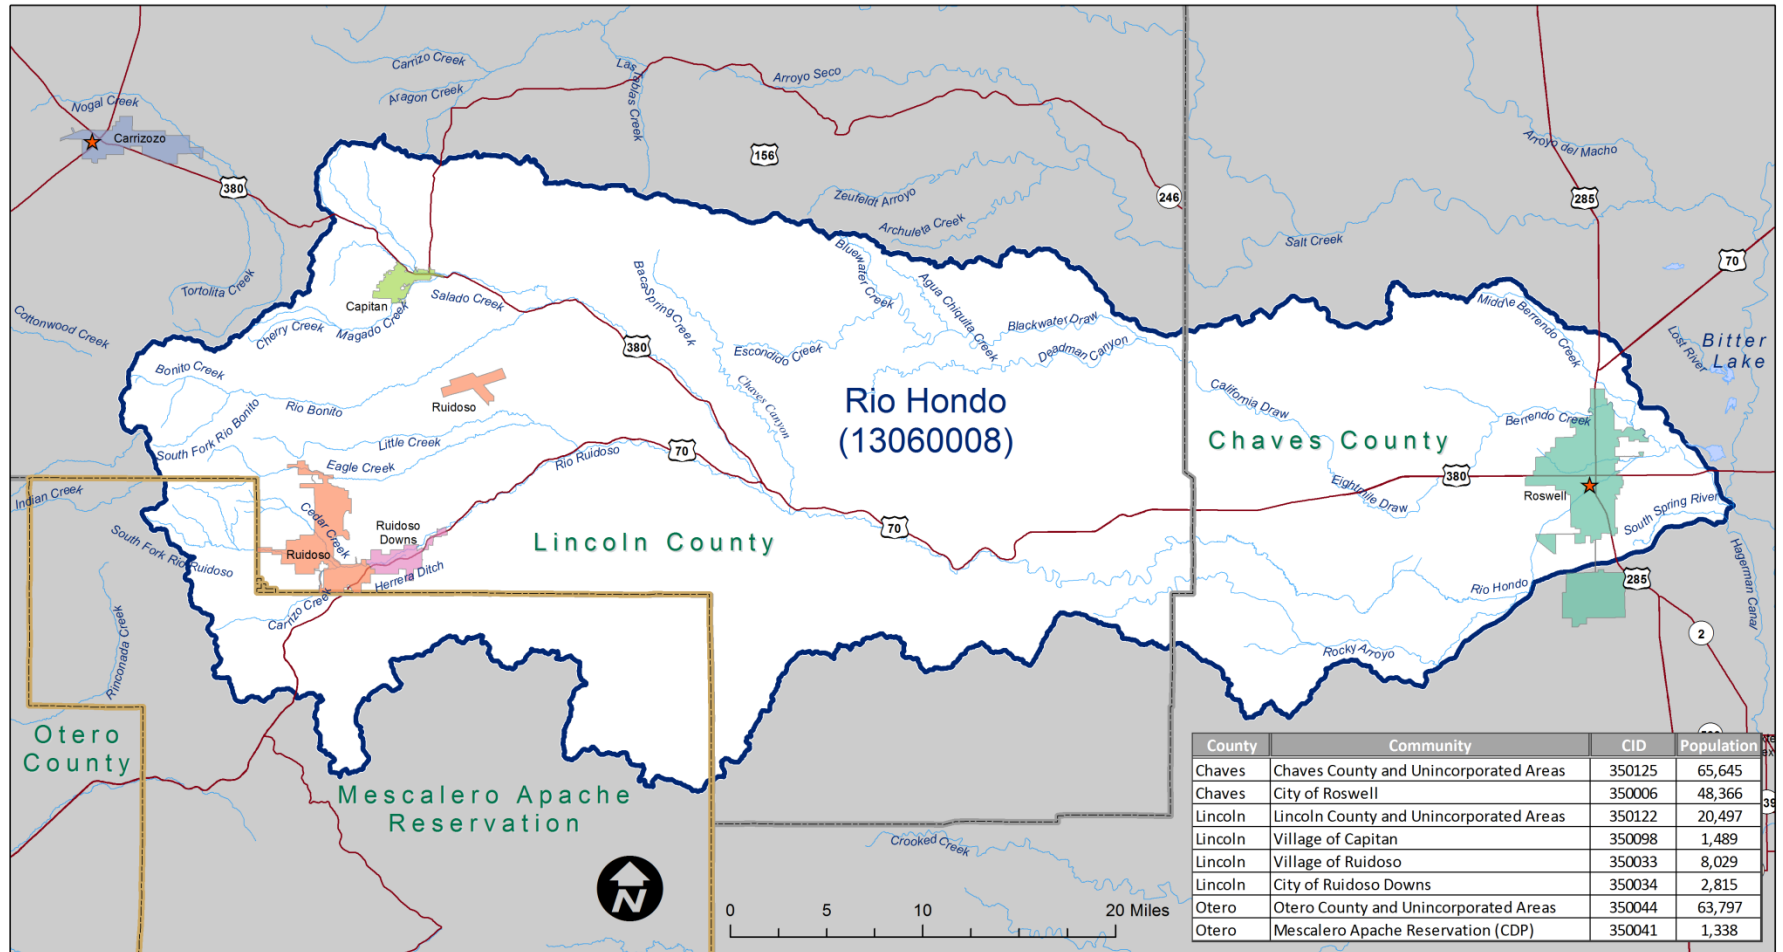 Carrizo Creek
Las Tablas Creek
Arroyo Seco
Aragon Creek
Nogal Creek
Carrizozo
Arroyo del Macho
156
380
246
285
Zeufeldt Arroyo
Archuleta Creek
Salt Creek
Bluewater Creek
70
Baca Spring Creek
Agua Chiquita Creek
Tortolita Creek
Capitan
Salado Creek
Middle Berrendo Creek
Cottonwood Creek
Cherry Creek
Magado Creek
Blackwater Draw
Lost River
Bitter
Lake
380
Escondido Creek
Deadman Canyon
Bonito Creek
Chaves Canyon
California Draw
Rio Hondo
(13060008)
Ruidoso
Rio Bonito
Berrendo Creek
South Fork Rio Bonito
Little Creek
Chaves County
70
Rio Ruidoso
Eagle Creek
380
Indian Creek
Eightmile Draw
Roswell
South Spring River
Cedar Creek
Ruidoso
Downs
70
Lincoln County
South Fork Rio Ruidoso
Ruidoso
Herrera Ditch
Hagerman Canal
285
Rio Hondo
Carrizo Creek
2
Rinconada Creek
Rocky Arroyo
Otero
County
Mescalero Apache
Reservation
Crooked Creek
N
0 5 10 20 Miles
County Community CID Population
Chaves Chaves County and Unincorporated Areas 350125 65,645
Chaves City of Roswell 350006 48,366
Lincoln Lincoln County and Unincorporated Areas 350122 20,497
Lincoln Village of Capitan 350098 1,489
Lincoln Village of Ruidoso 350033 8,029
Lincoln City of Ruidoso Downs 350034 2,815
Otero Otero County and Unincorporated Areas 350044 63,797
Otero Mescalero Apache Reservation (CDP) 350041 1,338